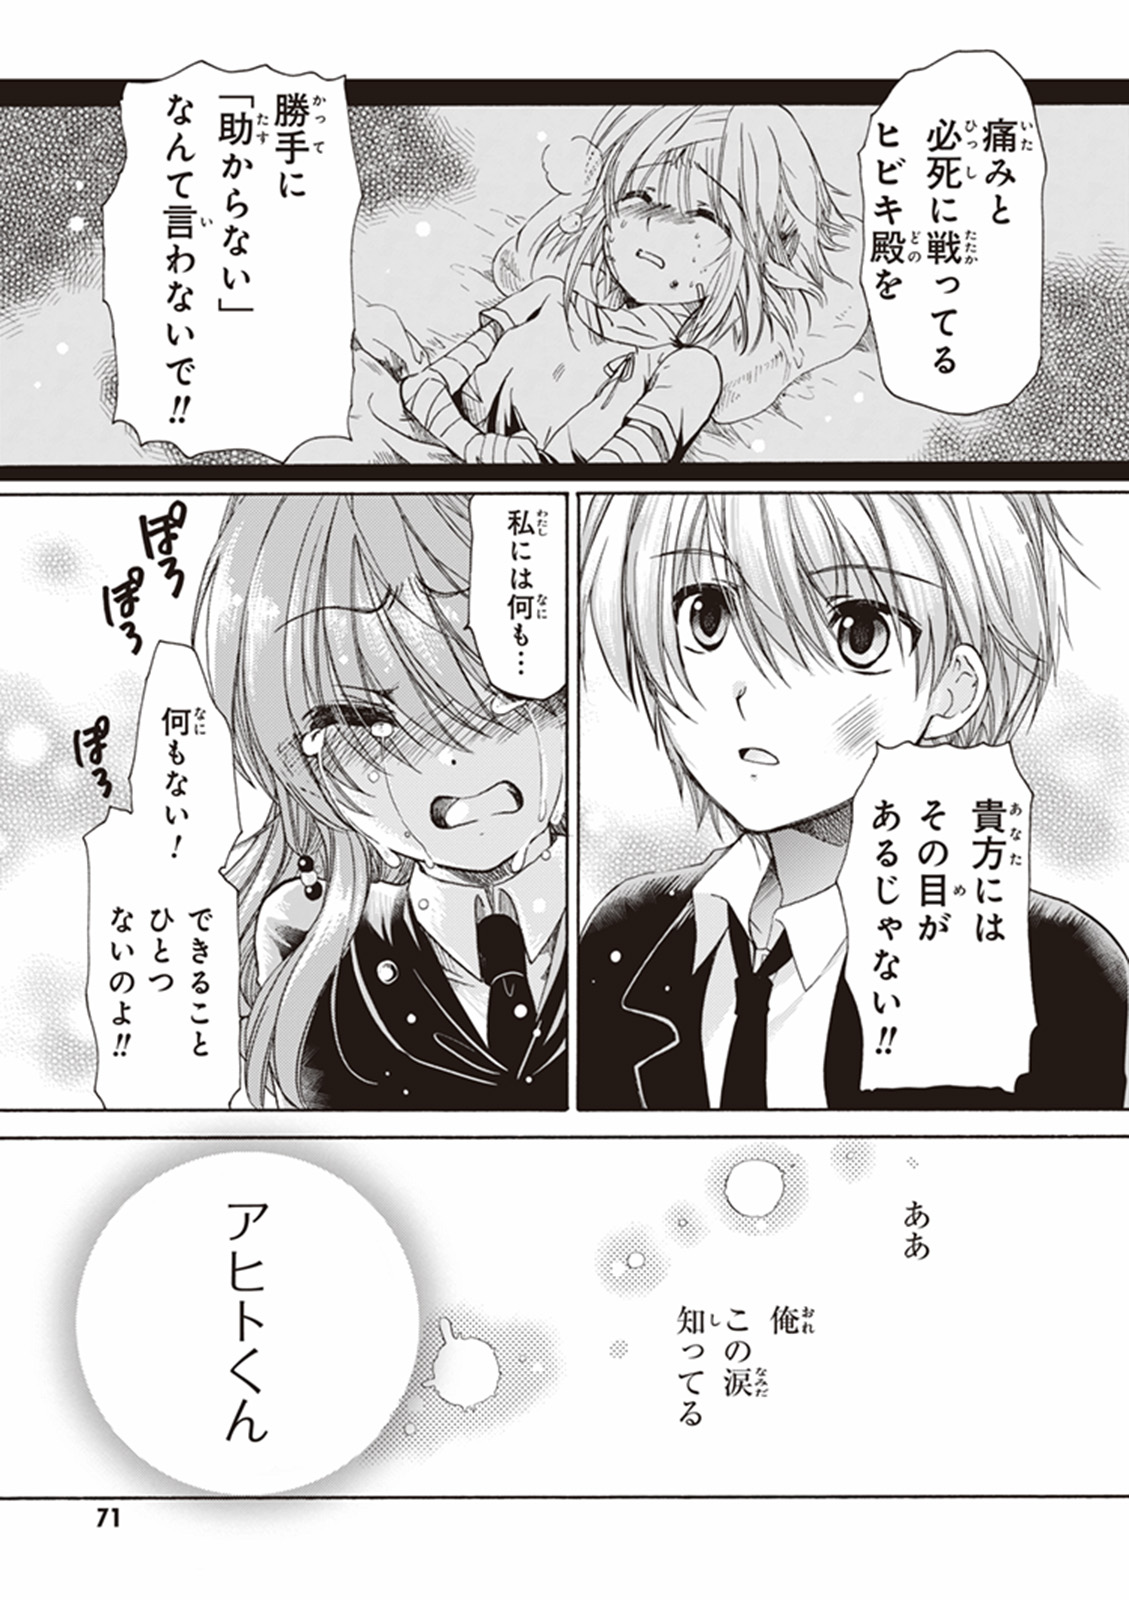 痛みと
必死に戦ってる
ヒビキ殿を
勝手に
「助からない」
なんて言わないで!!
貴方には
その目が
あるじゃない!!
私には何も…
ぽろ
ぽろ
ぽろ
何もない!
できること
ひとつ
ないのよ!!
ああ
俺
この涙
知ってる
アヒトくん
71